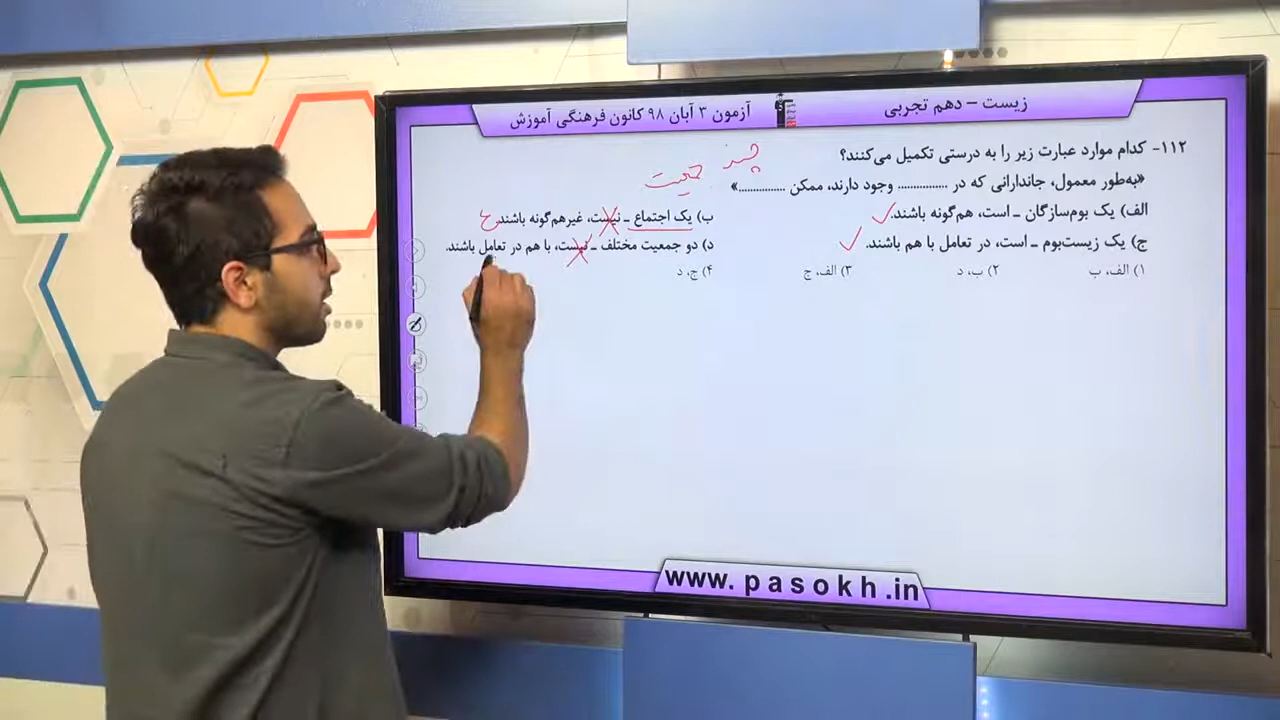 زیست - دهم تجربی
آزمون ۳ آبان ۹۸ کانون فرهنگی آموزش
۱۱۲- کدام موارد عبارت زیر را به درستی تکمیل می‌کنند؟
چند جمعیت
«به‌طور معمول، جاندارانی که در ................ وجود دارند، ممکن ...............»
الف) یک بوم‌سازگان ـ است، هم‌گونه باشند.
ب) یک اجتماع ـ نیست، غیرهم‌گونه باشند.
ج) یک زیست‌بوم ـ است، در تعامل با هم باشند.
د) دو جمعیت مختلف ـ نیست، با هم در تعامل باشند.
۱) الف، ب
۲) ب، د
۳) الف، ج
۴) ج، د
www.pasokh.in